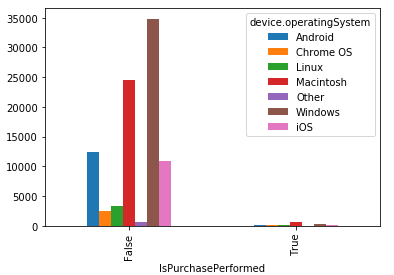 35000
30000
25000
20000
15000
10000
5000
0
device.operatingSystem
Android
Chrome OS
Linux
Macintosh
Other
Windows
iOS
False
True
IsPurchasePerformed